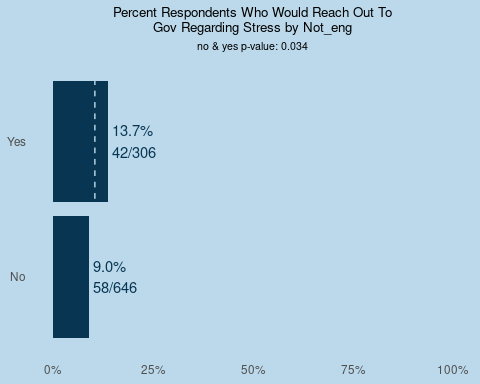 Percent Respondents Who Would Reach Out To
Gov Regarding Stress by Not_eng
no & yes p-value: 0.034
Yes
13.7%
42/306
No
9.0%
58/646
0%
25%
50%
75%
100%